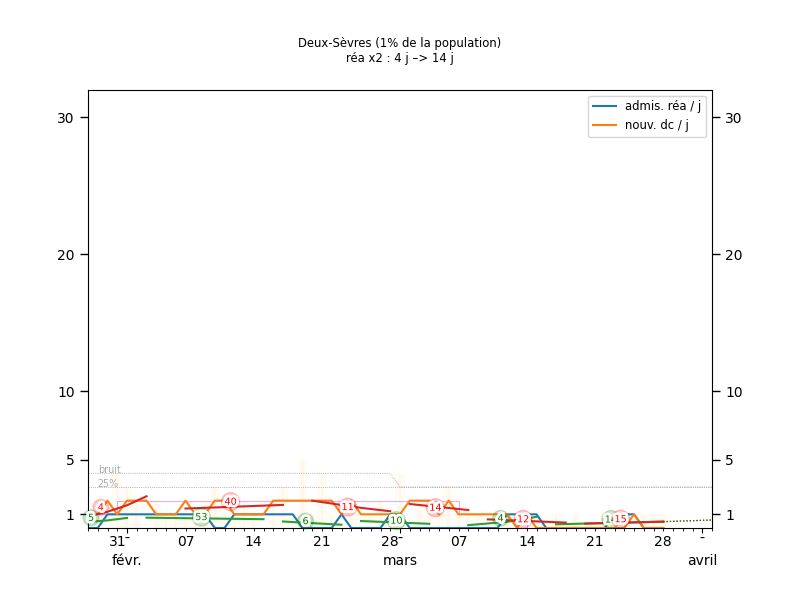 Deux-Sèvres (1% de la population)
réa x2 : 4 j –> 14 j
admis. réa / j
nouv. dc / j
30 30
20 20
10 10
5 5
1 1
bruit
25%
5 4 53 40 6 11 10 14 4 12 15
31- 07 14 21 28- 07 14 21 28 -
févr. mars avril